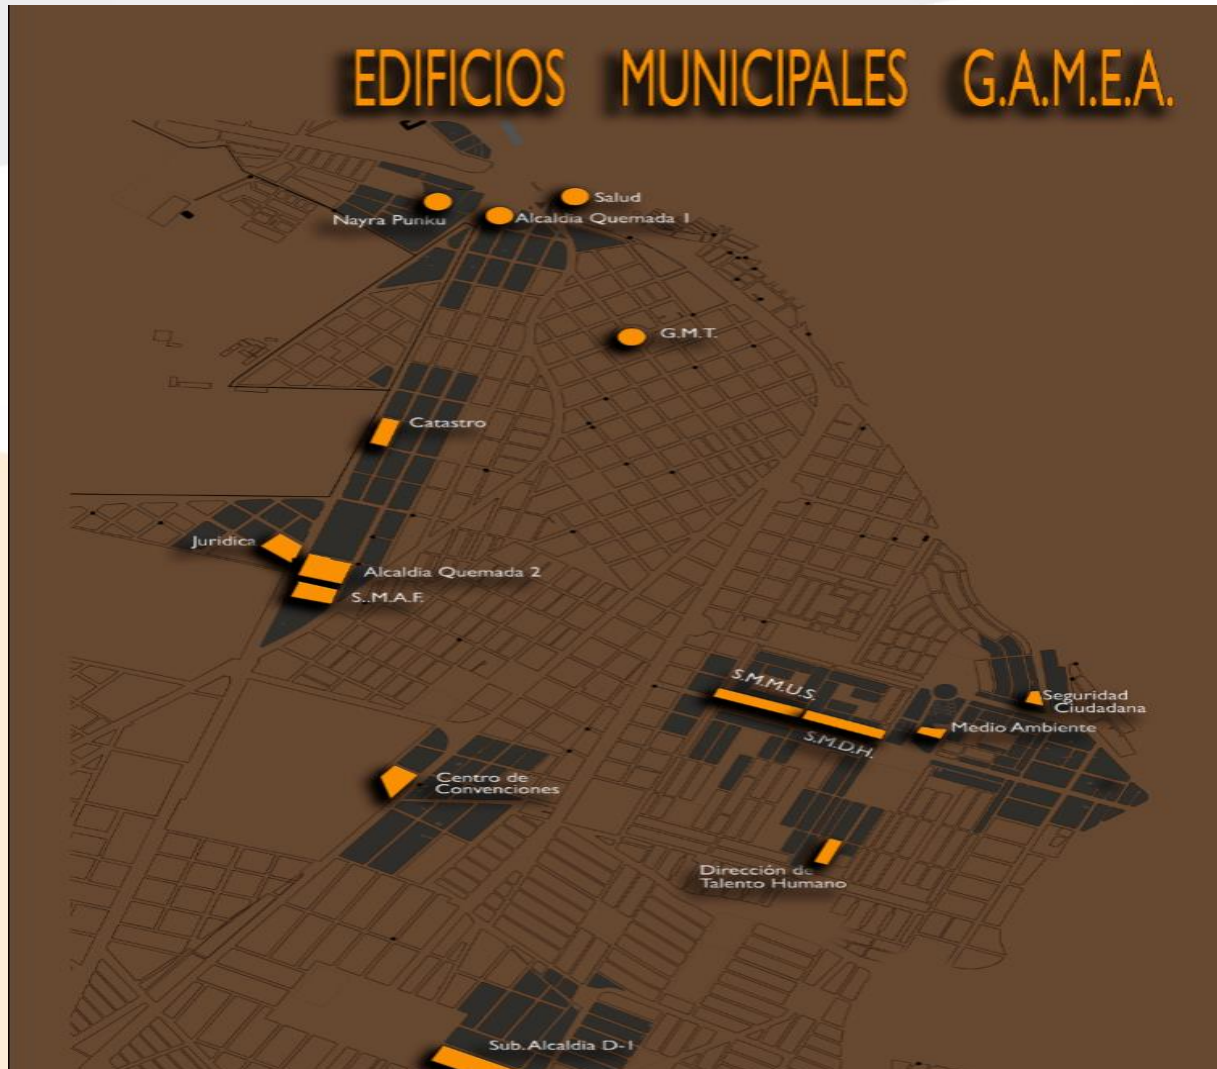 EDIFICIOS MUNICIPALES G.A.M.E.A.
Salud
Nayra Punku
Alcaldia Quemada 1
G.M.T.
Catastro
Juridica
Alcaldia Quemada 2
S..M.A.F.
S.M.M.U.S.
Seguridad
Ciudadana
Medio Ambiente
S.M.D.H.
Centro de
Convenciones
Dirección de
Talento Humano
Sub.Alcaldia D-1